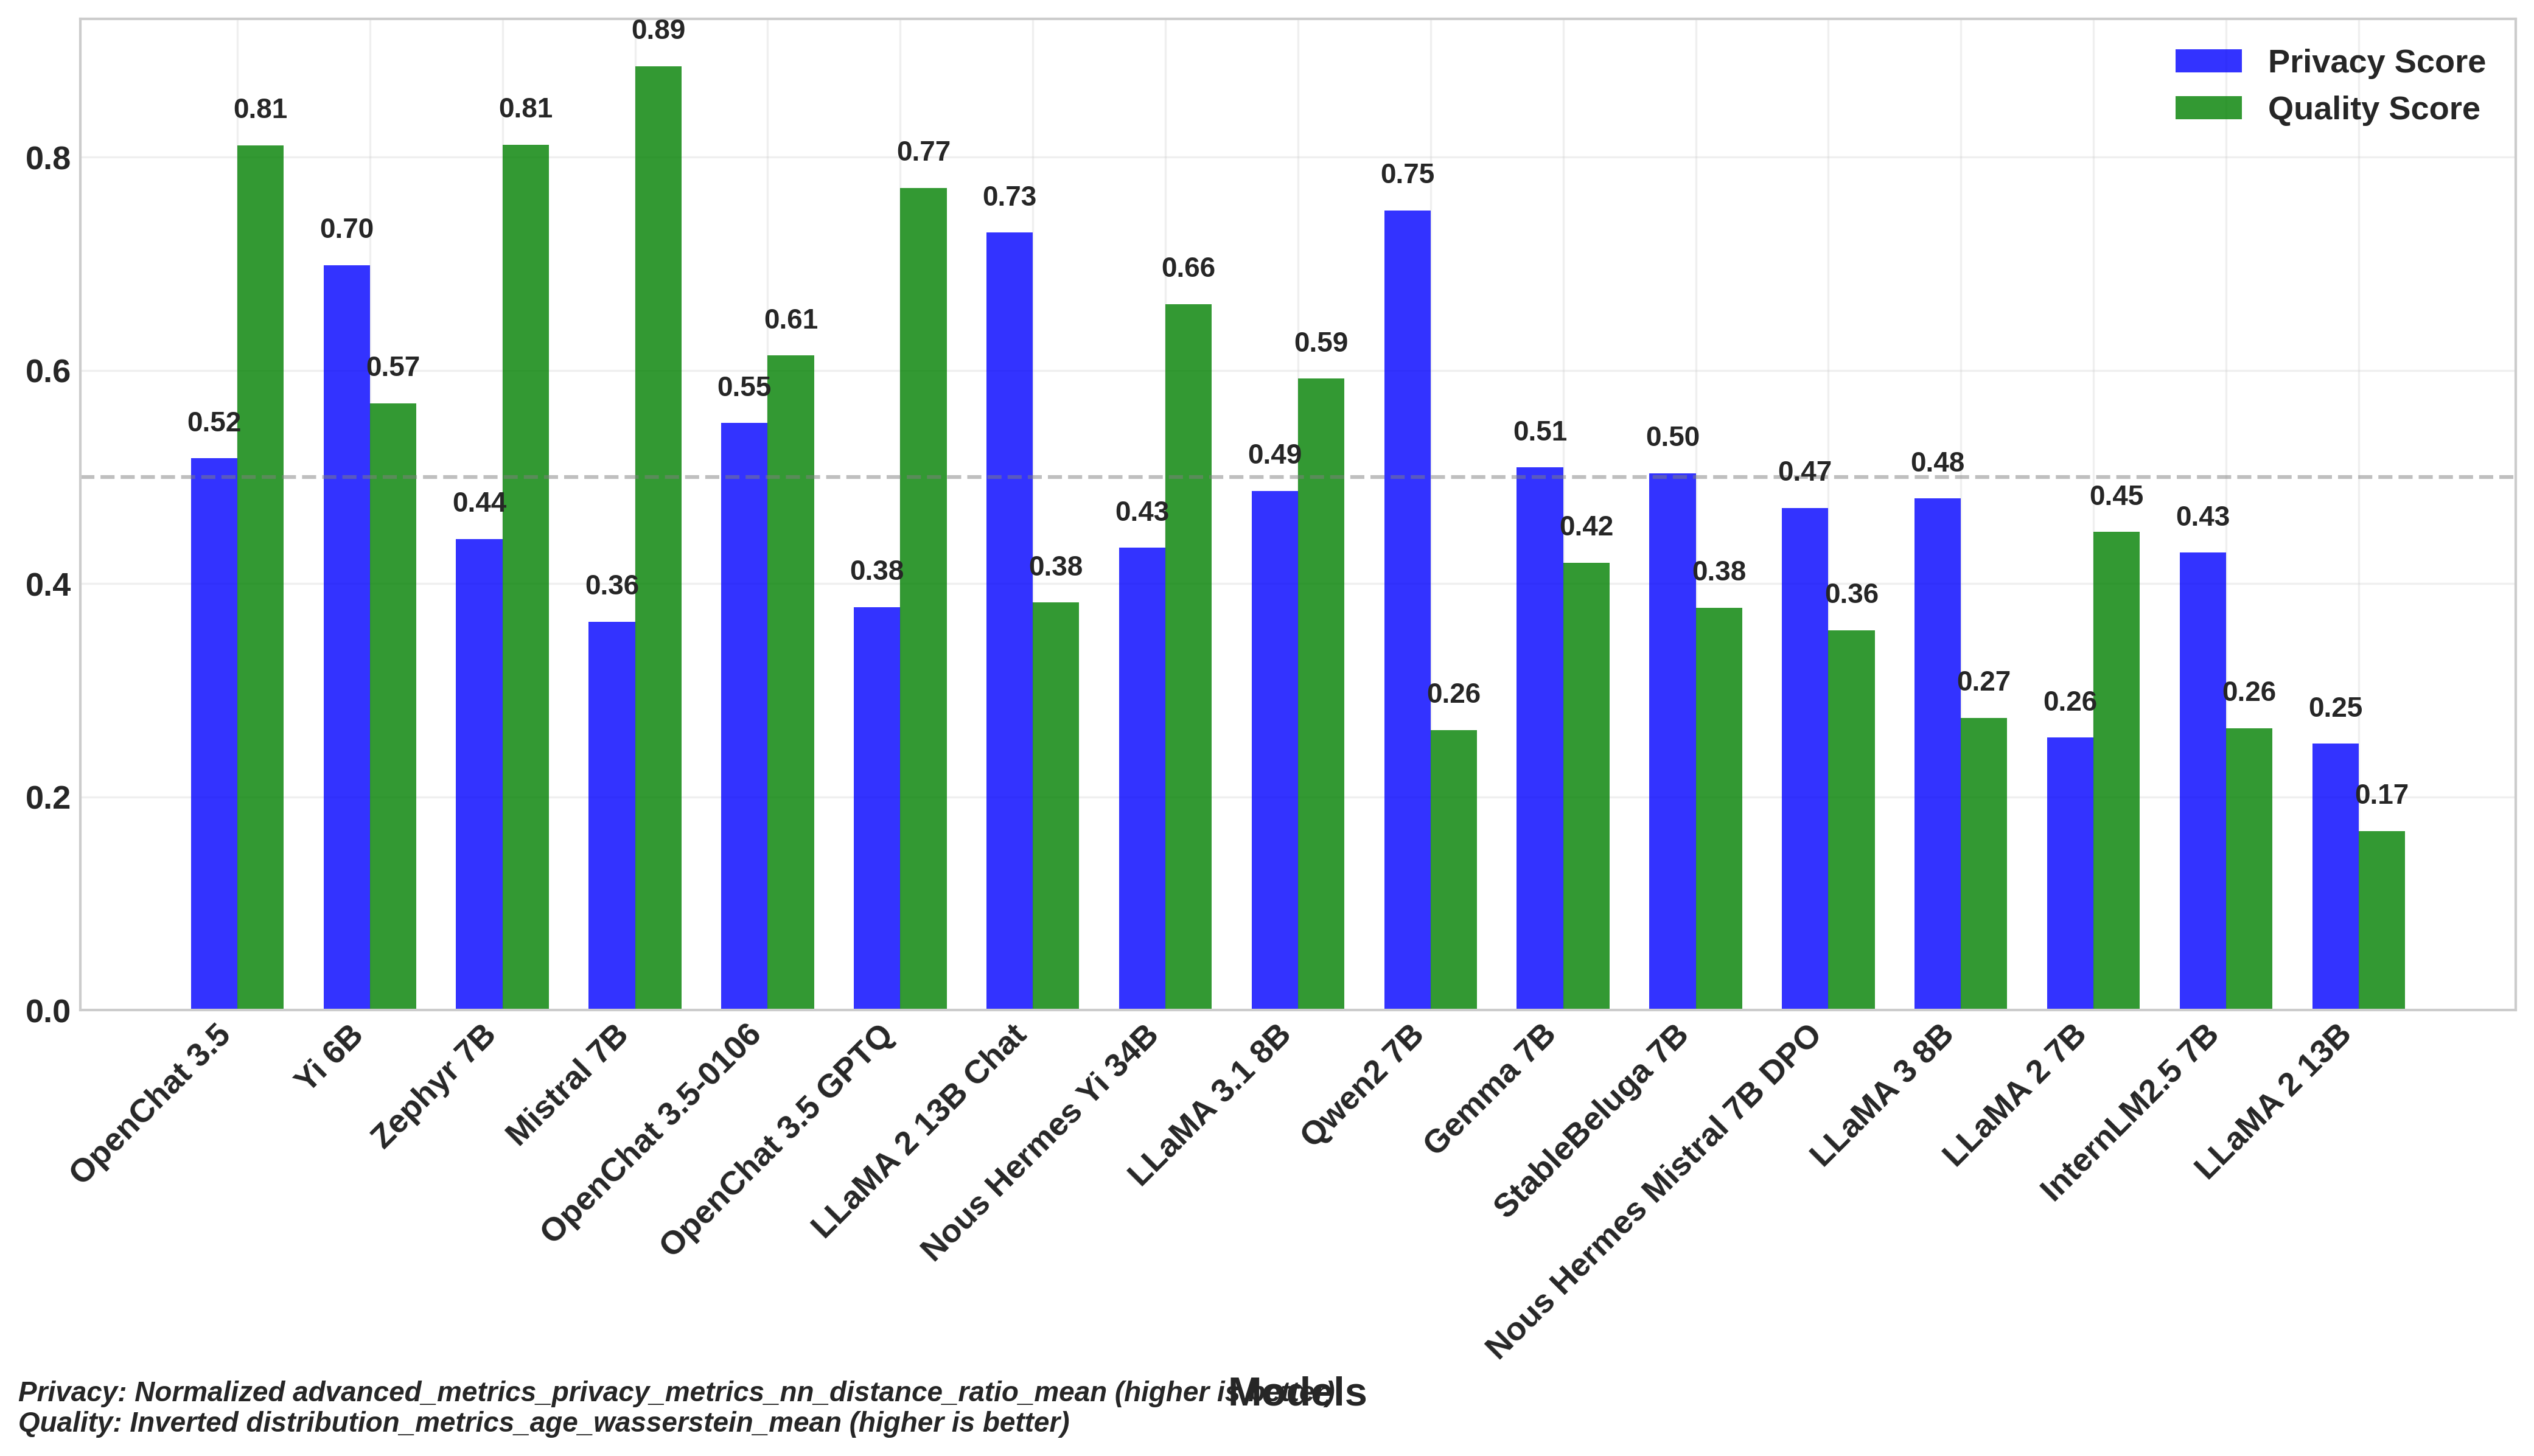 Privacy Score
Quality Score
0.8
0.6
0.4
0.2
0.0
0.52
0.81
0.70
0.57
0.44
0.81
0.36
0.89
0.55
0.61
0.38
0.77
0.73
0.38
0.43
0.66
0.49
0.59
0.75
0.26
0.51
0.42
0.50
0.38
0.47
0.36
0.48
0.27
0.26
0.45
0.43
0.26
0.25
0.17
OpenChat 3.5
Yi 6B
Zephyr 7B
Mistral 7B
OpenChat 3.5-0106
OpenChat 3.5 GPTQ
LLaMA 2 13B Chat
Nous Hermes Yi 34B
LLaMA 3.1 8B
Qwen2 7B
Gemma 7B
StableBeluga 7B
Nous Hermes Mistral 7B DPO
LLaMA 3 8B
LLaMA 2 7B
InternLM2.5 7B
LLaMA 2 13B
Models
Privacy: Normalized advanced_metrics_privacy_metrics_nn_distance_ratio_mean (higher is better)
Quality: Inverted distribution_metrics_age_wasserstein_mean (higher is better)